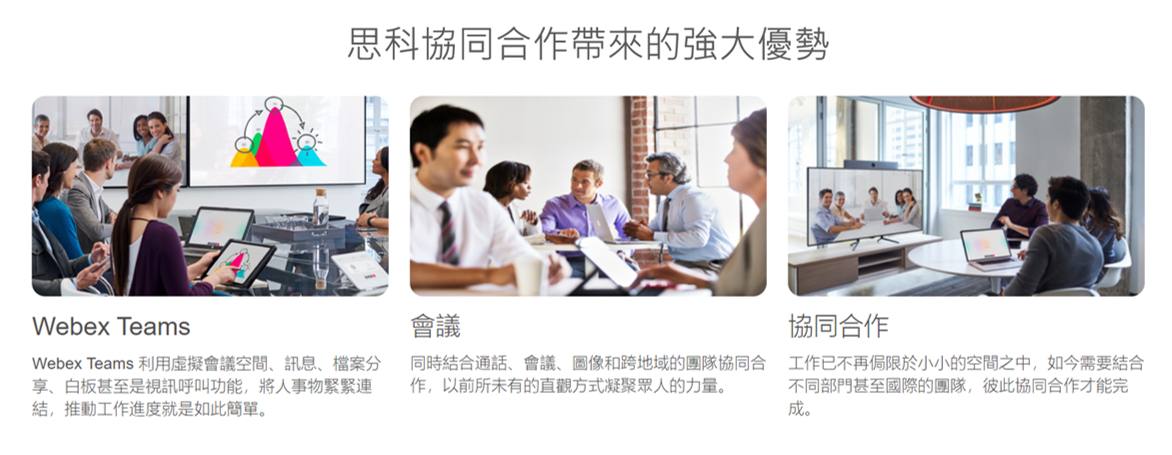 思科協同合作帶來的強大優勢
Webex Teams
Webex Teams 利用虛擬會議空間、訊息、檔案分
享、白板甚至是視訊呼叫功能，將人事物緊緊連
結，推動工作進度就是如此簡單。
會議
同時結合通話、會議、圖像和跨地域的團隊協同合
作，以前所未有的直觀方式凝聚眾人的力量。
協同合作
工作已不再侷限於小小的空間之中，如今需要結合
不同部門甚至國際的團隊，彼此協同合作才能完
成。